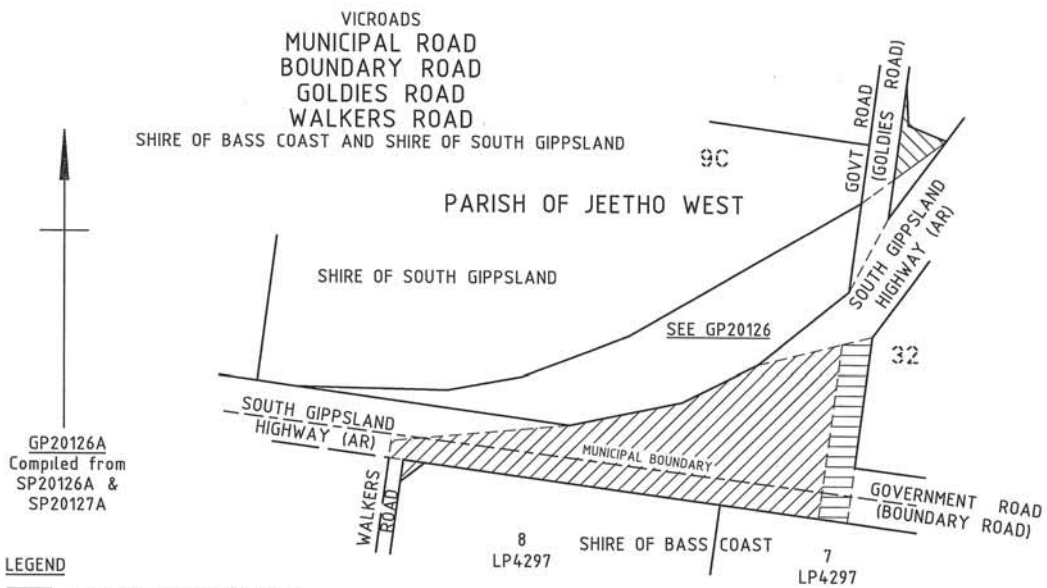 VICROADS
MUNICIPAL ROAD
BOUNDARY ROAD
GOLDIES ROAD
WALKERS ROAD
SHIRE OF BASS COAST AND SHIRE OF SOUTH GIPPSLAND
9C
GOVT ROAD
(GOLDIES ROAD)
PARISH OF JEETHO WEST
SOUTH GIPPSLAND
HIGHWAY (AR)
SHIRE OF SOUTH GIPPSLAND
SEE GP20126
32
SOUTH GIPPSLAND
HIGHWAY (AR)
MUNICIPAL BOUNDARY
GP20126A
Compiled from
SP20126A &
SP20127A
WALKERS
ROAD
GOVERNMENT ROAD
(BOUNDARY ROAD)
8
LP4297
SHIRE OF BASS COAST
7
LP4297
LEGEND